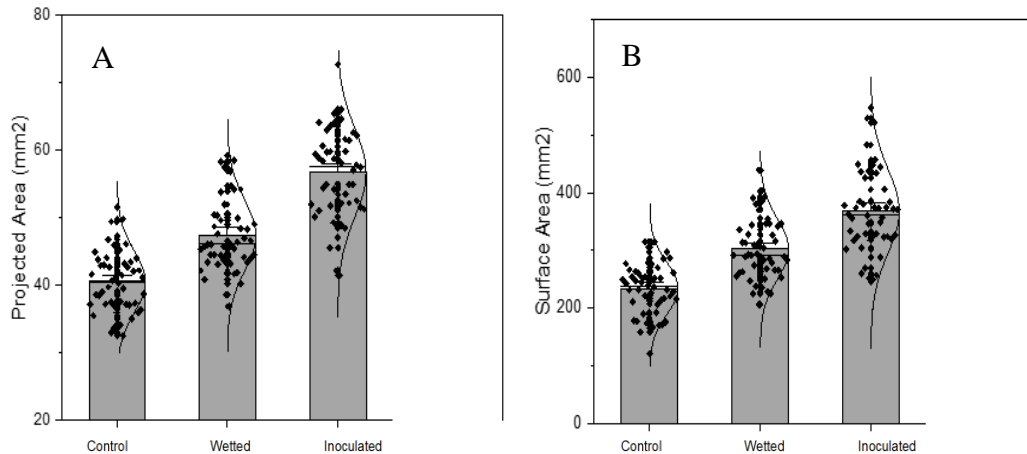 A
Projected Area (mm2)
80
60
40
20
Control Wetted Inoculated
B
Surface Area (mm2)
600
400
200
0
Control Wetted Inoculated